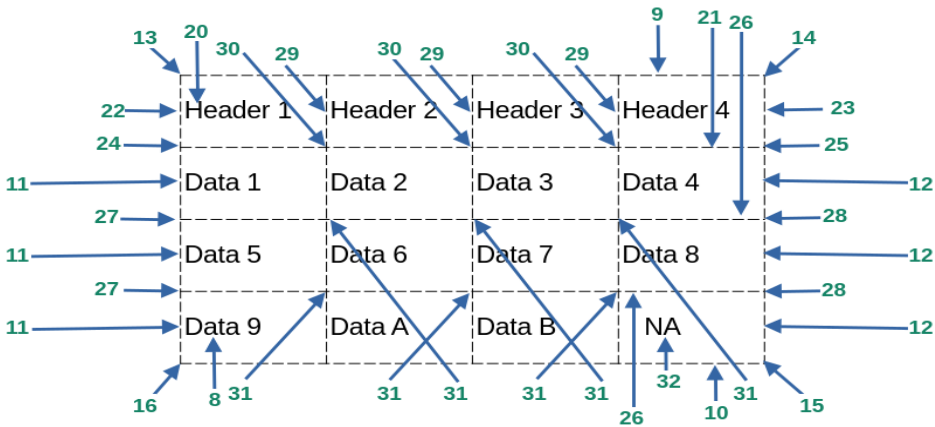 9
21
26
13
20
30
29
30
29
30
29
14
22
Header 1
Header 2
Header 3
Header 4
23
24
25
11
Data 1
Data 2
Data 3
Data 4
12
27
28
11
Data 5
Data 6
Data 7
Data 8
12
27
28
11
Data 9
Data A
Data B
NA
12
16
8
31
31
31
31
31
32
26
10
31
15